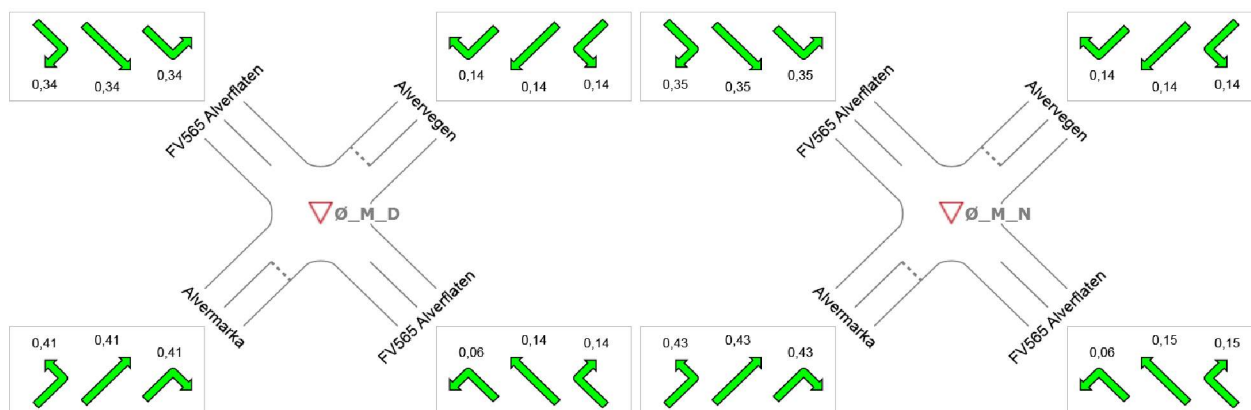 0,34 0,34 0,34
0,14 0,14 0,14
FV565 Alverflaten
Alvervegen
Ø_M_D
Alvermarka
FV565 Alverflaten
0,41 0,41 0,41
0,06 0,14 0,14
0,35 0,35 0,35
0,14 0,14 0,14
FV565 Alverflaten
Alvervegen
Ø_M_N
Alvermarka
FV565 Alverflaten
0,43 0,43 0,43
0,06 0,15 0,15